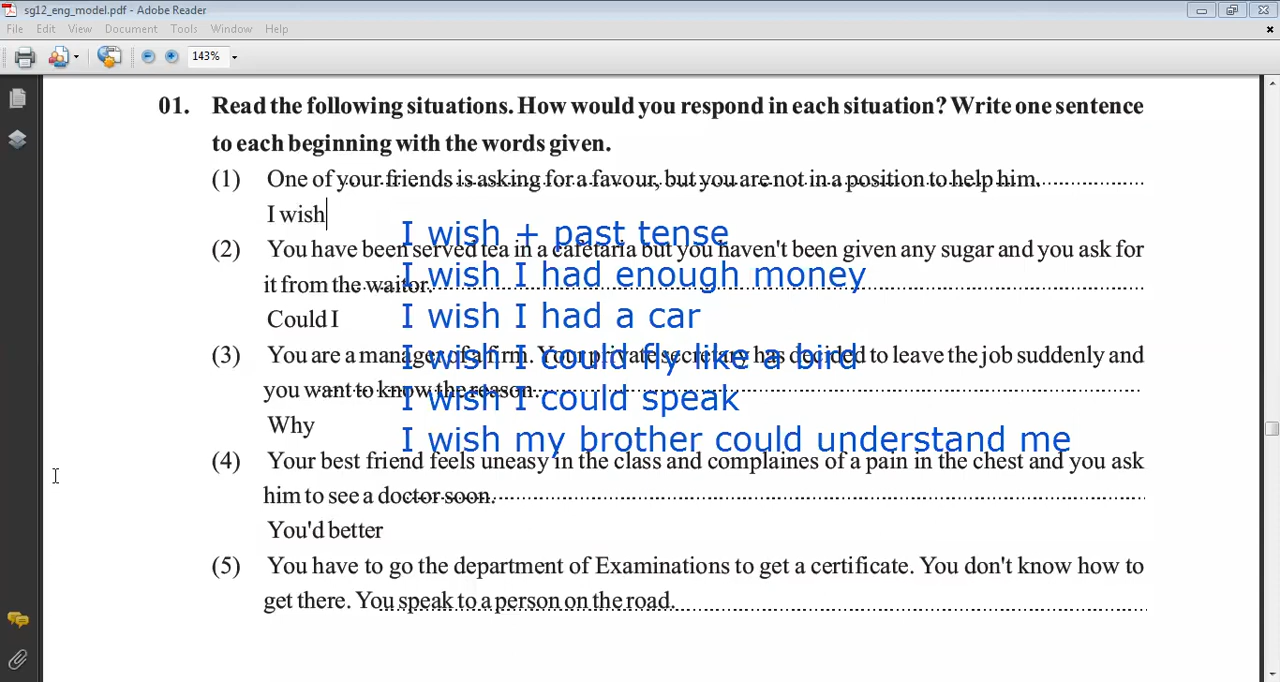 sg12_eng_model.pdf - Adobe Reader
File Edit View Document Tools Window Help
143%
01. Read the following situations. How would you respond in each situation? Write one sentence
to each beginning with the words given.
(1) One of your friends is asking for a favour, but you are not in a position to help him.
I wish
I wish + past tense
(2) You have been served tea in a cafetaria but you haven't been given any sugar and you ask for
I wish I had enough money
it from the waitor.
Could I
I wish I had a car
(3) You are a manager of a firm. Your private secretary has decided to leave the job suddenly and
I wish I could fly like a bird
you want to know the reason.
I wish I could speak
Why
I wish my brother could understand me
(4) Your best friend feels uneasy in the class and complaines of a pain in the chest and you ask
him to see a doctor soon.
You'd better
(5) You have to go the department of Examinations to get a certificate. You don't know how to
get there. You speak to a person on the road.